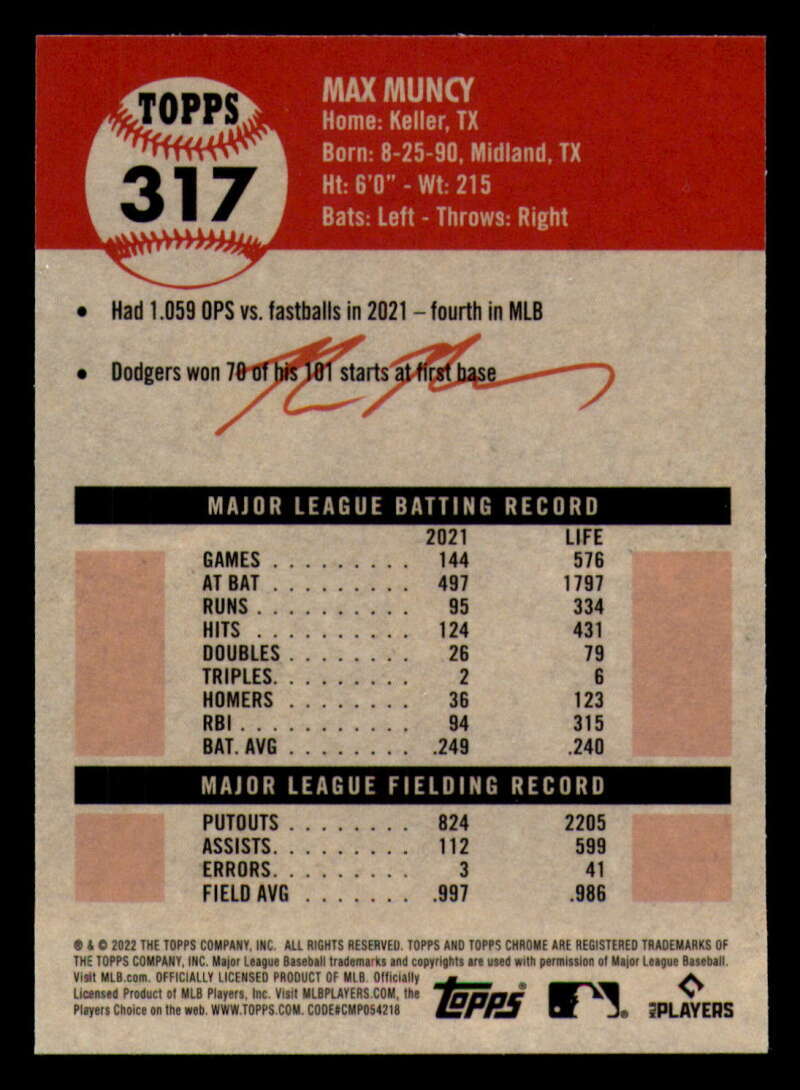 TOPPS
317
MAX MUNCY
Home: Keller, TX
Born: 8-25-90, Midland, TX
Ht: 6'0" - Wt: 215
Bats: Left - Throws: Right
• Had 1.059 OPS vs. fastballs in 2021 – fourth in MLB
• Dodgers won 70 of his 101 starts at first base
MAJOR LEAGUE BATTING RECORD
2021 LIFE
GAMES . . . . . . . . . 144 576
AT BAT . . . . . . . . . 497 1797
RUNS . . . . . . . . . . 95 334
HITS . . . . . . . . . . 124 431
DOUBLES . . . . . . . . 26 79
TRIPLES. . . . . . . . . 2 6
HOMERS . . . . . . . . 36 123
RBI . . . . . . . . . . . 94 315
BAT. AVG . . . . . . . . .249 .240
MAJOR LEAGUE FIELDING RECORD
PUTOUTS . . . . . . . . 824 2205
ASSISTS. . . . . . . . . 112 599
ERRORS. . . . . . . . . 3 41
FIELD AVG . . . . . . . .997 .986
® & © 2022 THE TOPPS COMPANY, INC. ALL RIGHTS RESERVED. TOPPS AND TOPPS CHROME ARE REGISTERED TRADEMARKS OF
THE TOPPS COMPANY, INC. Major League Baseball trademarks and copyrights are used with permission of Major League Baseball.
Visit MLB.com. OFFICIALLY LICENSED PRODUCT OF MLB. Officially
Licensed Product of MLB Players, Inc. Visit MLBPLAYERS.COM, the
Players Choice on the web. WWW.TOPPS.COM. CODE#CMP054218
Topps®
MLB PLAYERS